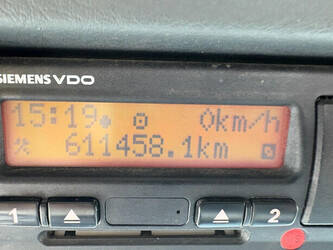 SIEMENS VDO
15:19 0km/h
611458.1km
1 2